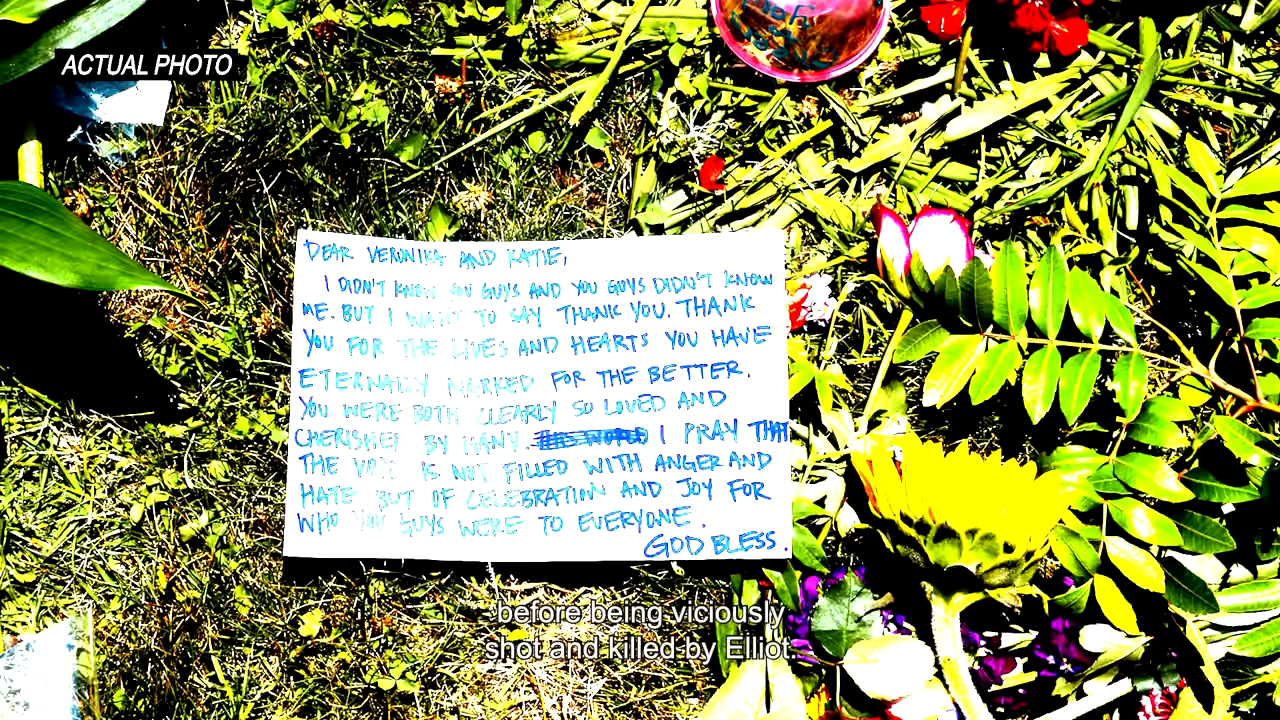 ACTUAL PHOTO
DEAR VERONIKA AND KATIE,
I DIDN'T KNOW YOU GUYS AND YOU GUYS DIDN'T KNOW
ME. BUT I WANT TO SAY THANK YOU. THANK
YOU FOR THE LIVES AND HEARTS YOU HAVE
ETERNALLY MARKED FOR THE BETTER.
YOU WERE BOTH CLEARLY SO LOVED AND
CHERISHED BY MANY. I PRAY THAT
THE VOID IS NOT FILLED WITH ANGER AND
HATE BUT OF CELEBRATION AND JOY FOR
WHO YOU GUYS WERE TO EVERYONE.
GOD BLESS.
before being viciously
shot and killed by Elliot.